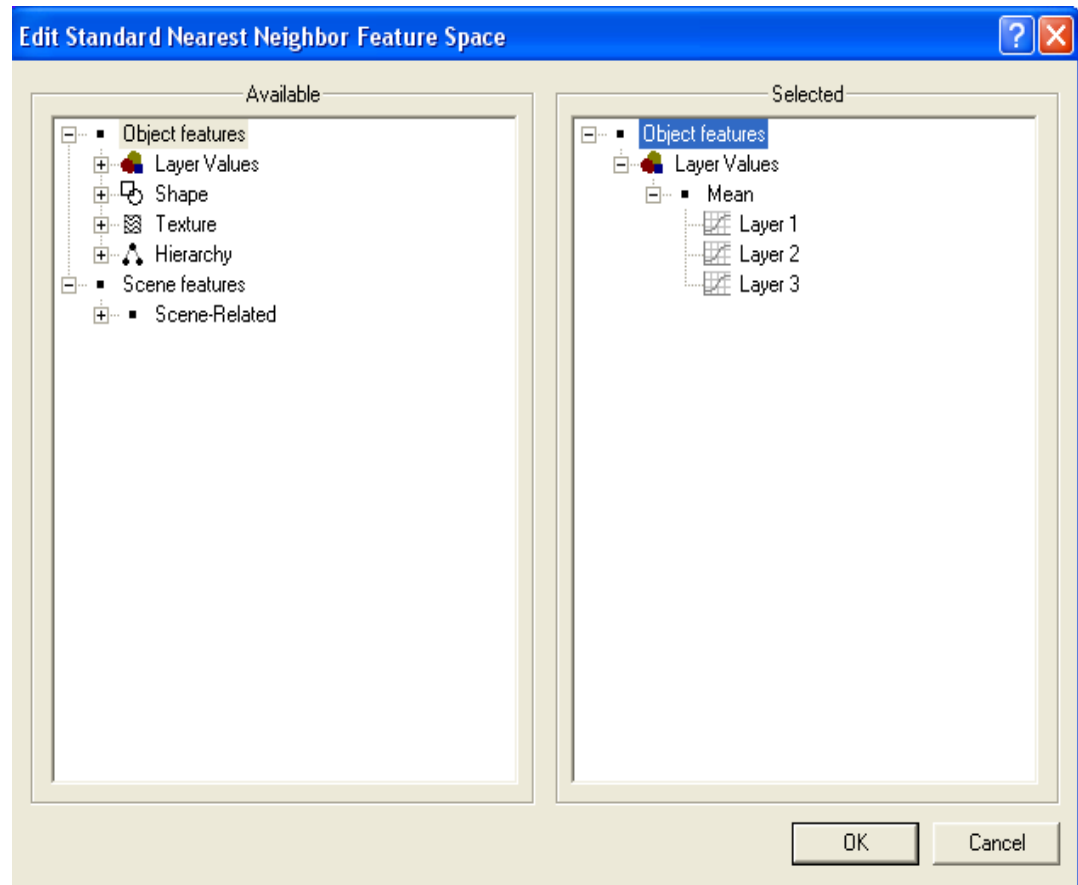 Edit Standard Nearest Neighbor Feature Space
Available
Object features
Layer Values
Shape
Texture
Hierarchy
Scene features
Scene-Related
Selected
Object features
Layer Values
Mean
Layer 1
Layer 2
Layer 3
OK
Cancel